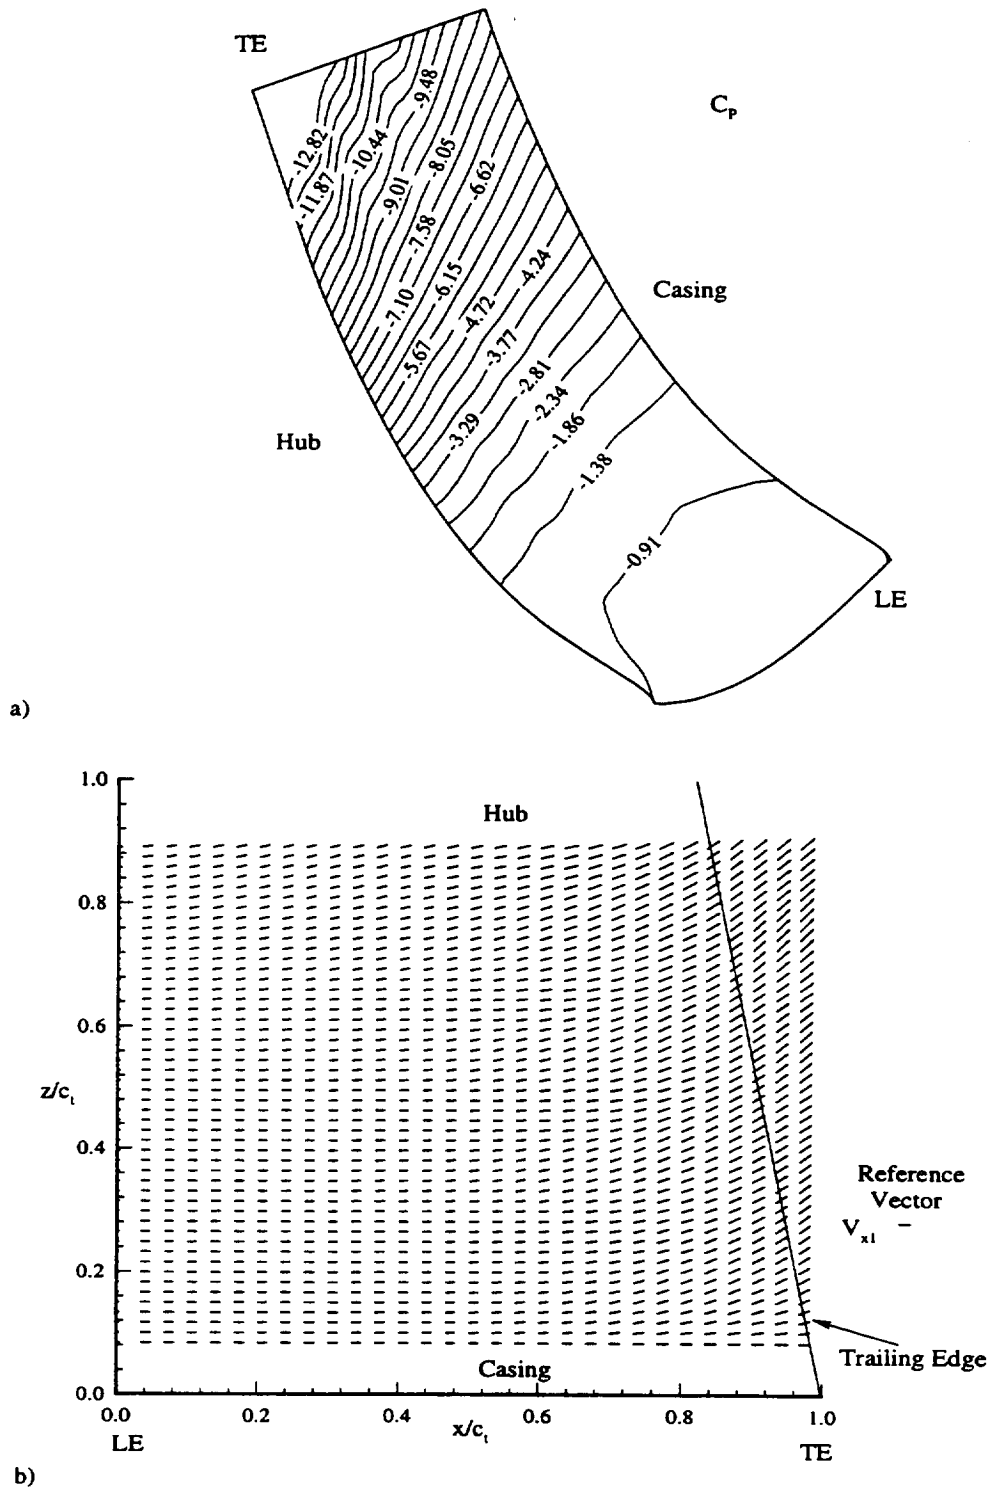 TE
C_P
-9.48
-12.82
-10.44
-8.05
-11.87
-9.01
-6.62
-7.58
-4.24
-6.15
-7.10
-4.72
Casing
-3.77
-5.67
-2.81
-2.34
-3.29
-1.86
Hub
-1.38
-0.91
LE
a)
1.0
Hub
0.8
0.6
z/c_t
0.4
Reference
Vector
V_x1
0.2
Trailing Edge
Casing
0.0
0.0 0.2 0.4 0.6 0.8 1.0
x/c_t
LE
TE
b)